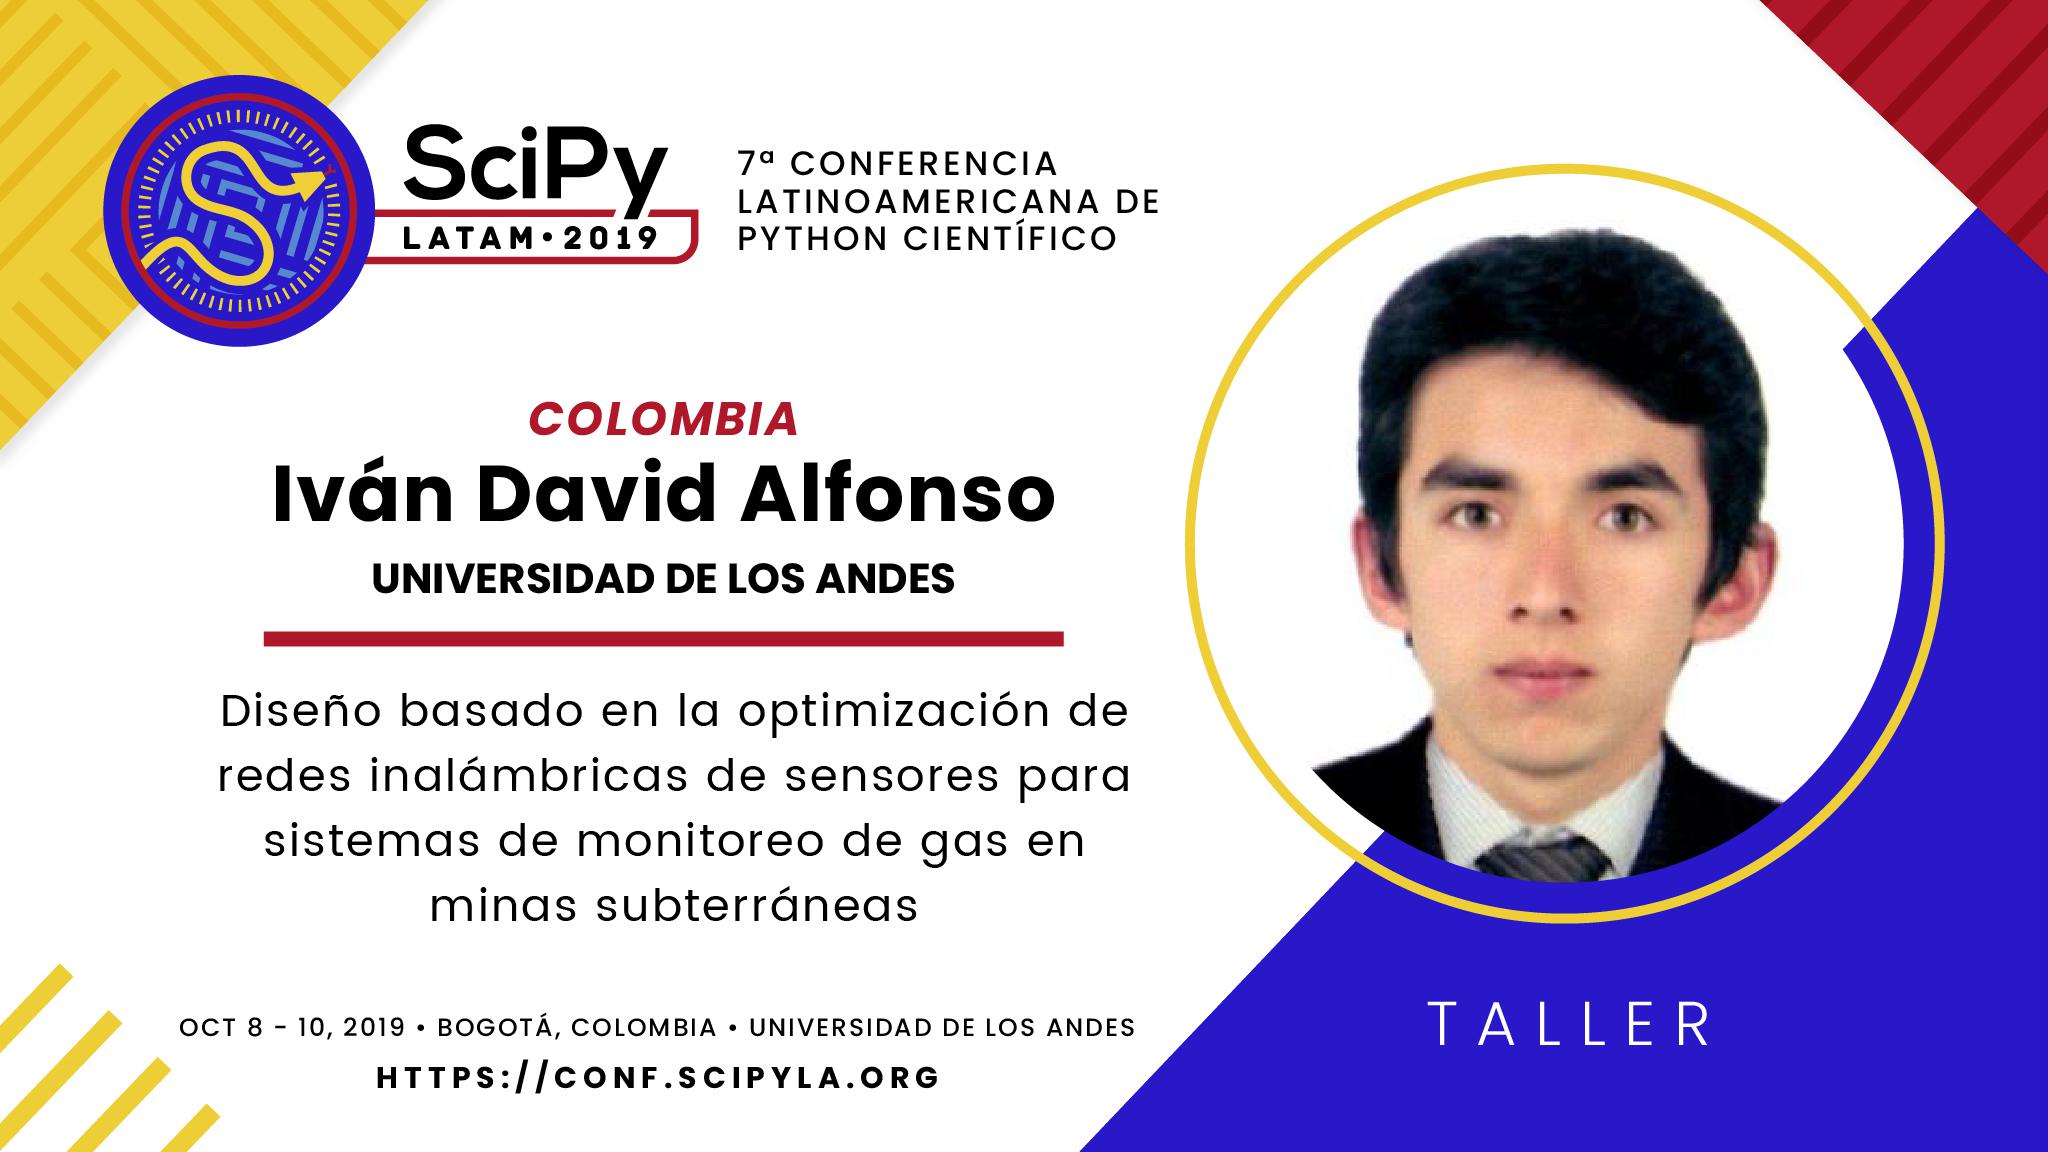 SciPy
LATAM•2019
7ª CONFERENCIA
LATINOAMERICANA DE
PYTHON CIENTÍFICO
COLOMBIA
Iván David Alfonso
UNIVERSIDAD DE LOS ANDES
Diseño basado en la optimización de
redes inalámbricas de sensores para
sistemas de monitoreo de gas en
minas subterráneas
OCT 8 - 10, 2019 • BOGOTÁ, COLOMBIA • UNIVERSIDAD DE LOS ANDES
HTTPS://CONF.SCIPYLA.ORG
TALLER